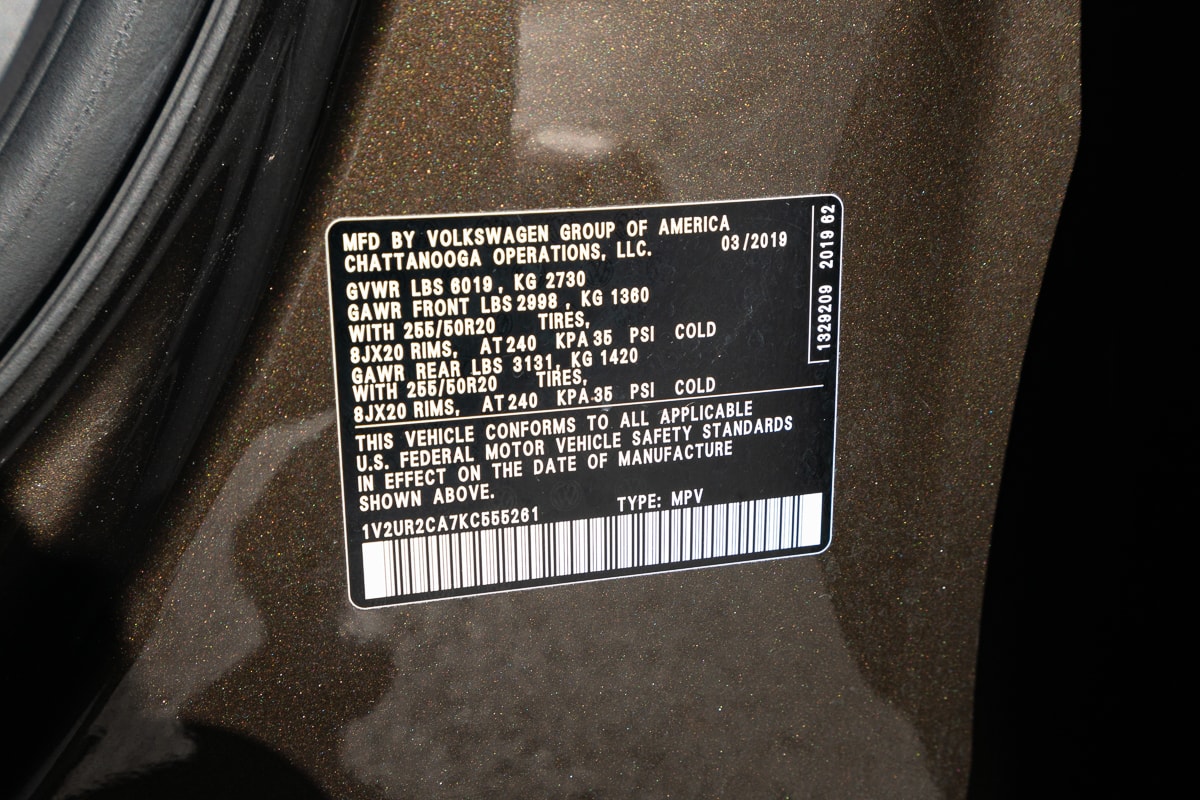 MFD BY VOLKSWAGEN GROUP OF AMERICA
CHATTANOOGA OPERATIONS, LLC. 03/2019
GVWR LBS 6019, KG 2730
GAWR FRONT LBS 2998, KG 1360
WITH 255/50R20 TIRES,
8JX20 RIMS, AT 240 KPA 35 PSI COLD
GAWR REAR LBS 3131, KG 1420
WITH 255/50R20 TIRES,
8JX20 RIMS, AT 240 KPA 35 PSI COLD
THIS VEHICLE CONFORMS TO ALL APPLICABLE
U.S. FEDERAL MOTOR VEHICLE SAFETY STANDARDS
IN EFFECT ON THE DATE OF MANUFACTURE
SHOWN ABOVE.
1V2UR2CA7KC555261 TYPE: MPV
1329209 2019 62